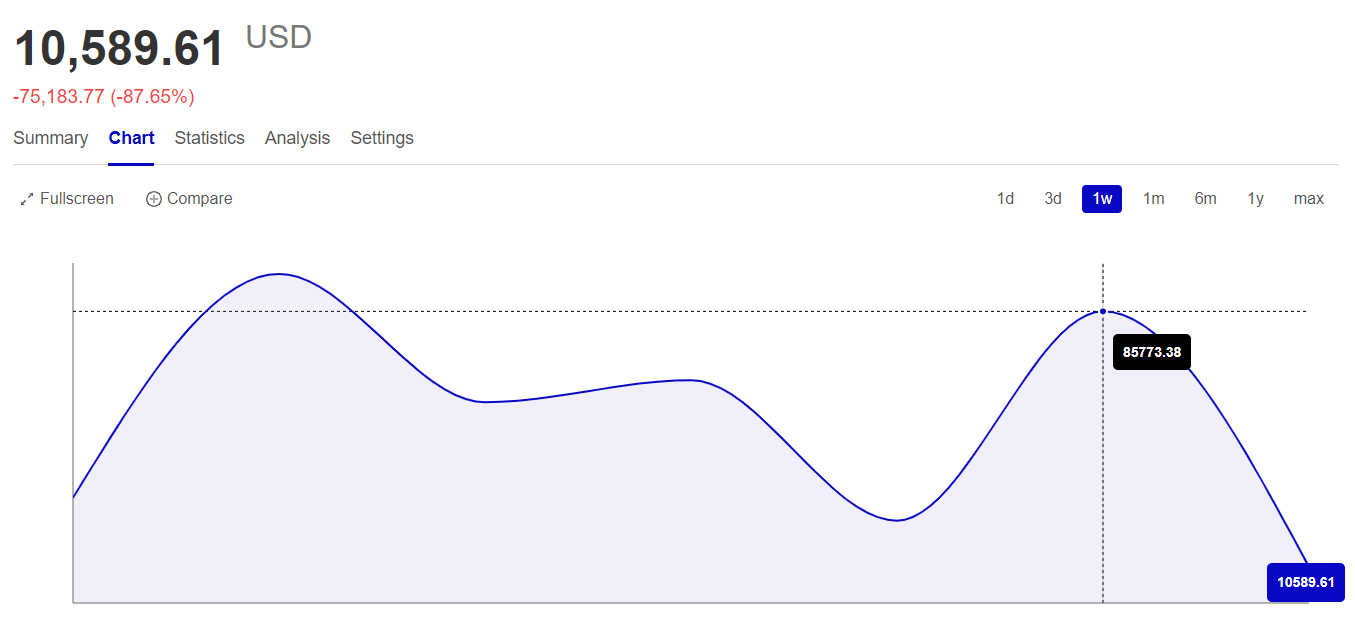 10,589.61 USD
-75,183.77 (-87.65%)
Summary Chart Statistics Analysis Settings
Fullscreen Compare 1d 3d 1w 1m 6m 1y max
85773.38
10589.61